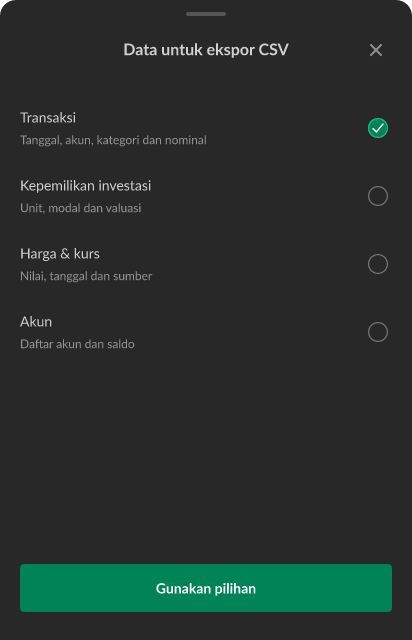 Data untuk ekspor CSV
Transaksi
Tanggal, akun, kategori dan nominal
Kepemilikan investasi
Unit, modal dan valuasi
Harga & kurs
Nilai, tanggal dan sumber
Akun
Daftar akun dan saldo
Gunakan pilihan